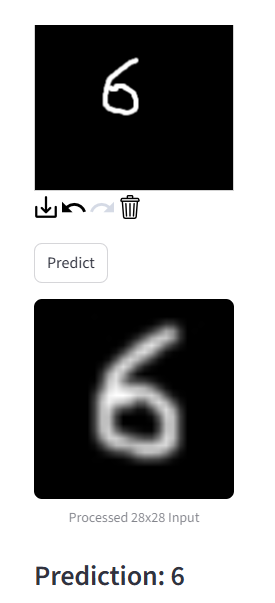 6
Predict
6
Processed 28x28 Input
Prediction: 6